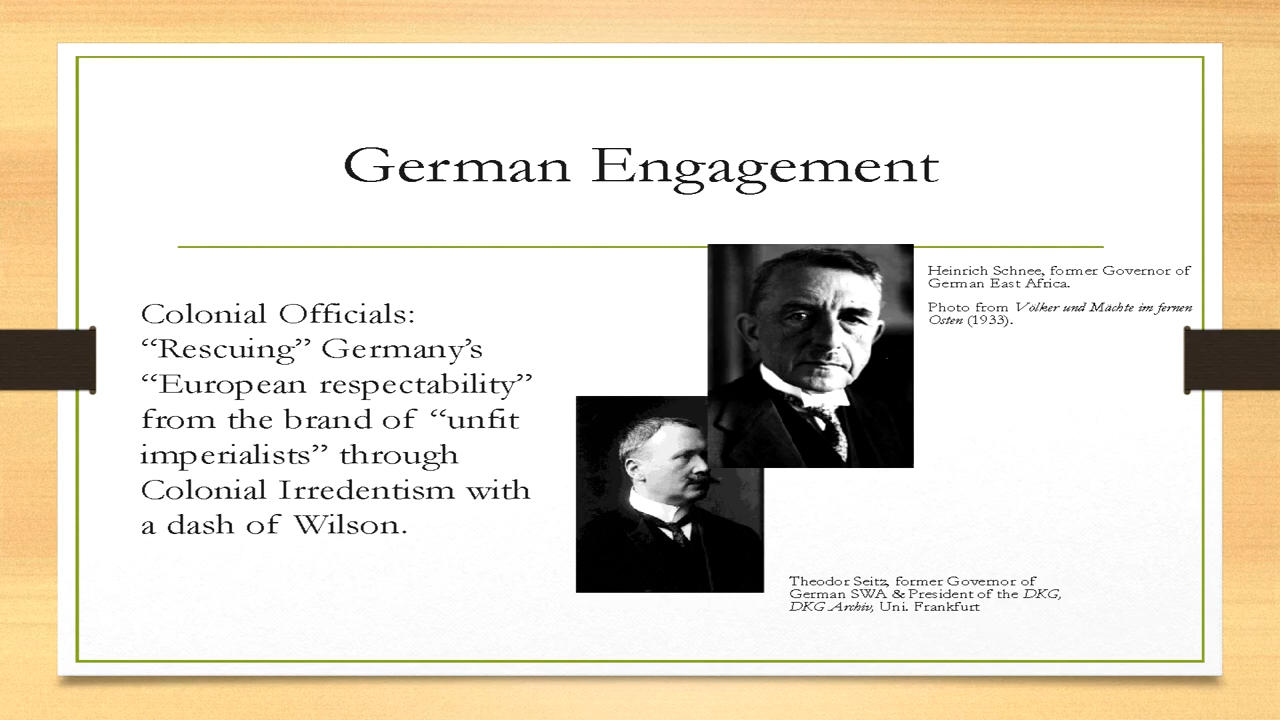 German Engagement
Colonial Officials:
“Rescuing” Germany’s
“European respectability”
from the brand of “unfit
imperialists” through
Colonial Irredentism with
a dash of Wilson.
Heinrich Schnee, former Governor of
German East Africa.
Photo from Völker und Mächte im fernen
Osten (1933).
Theodor Seitz, former Governor of
German SWA & President of the DKG,
DKG Archiv, Uni. Frankfurt